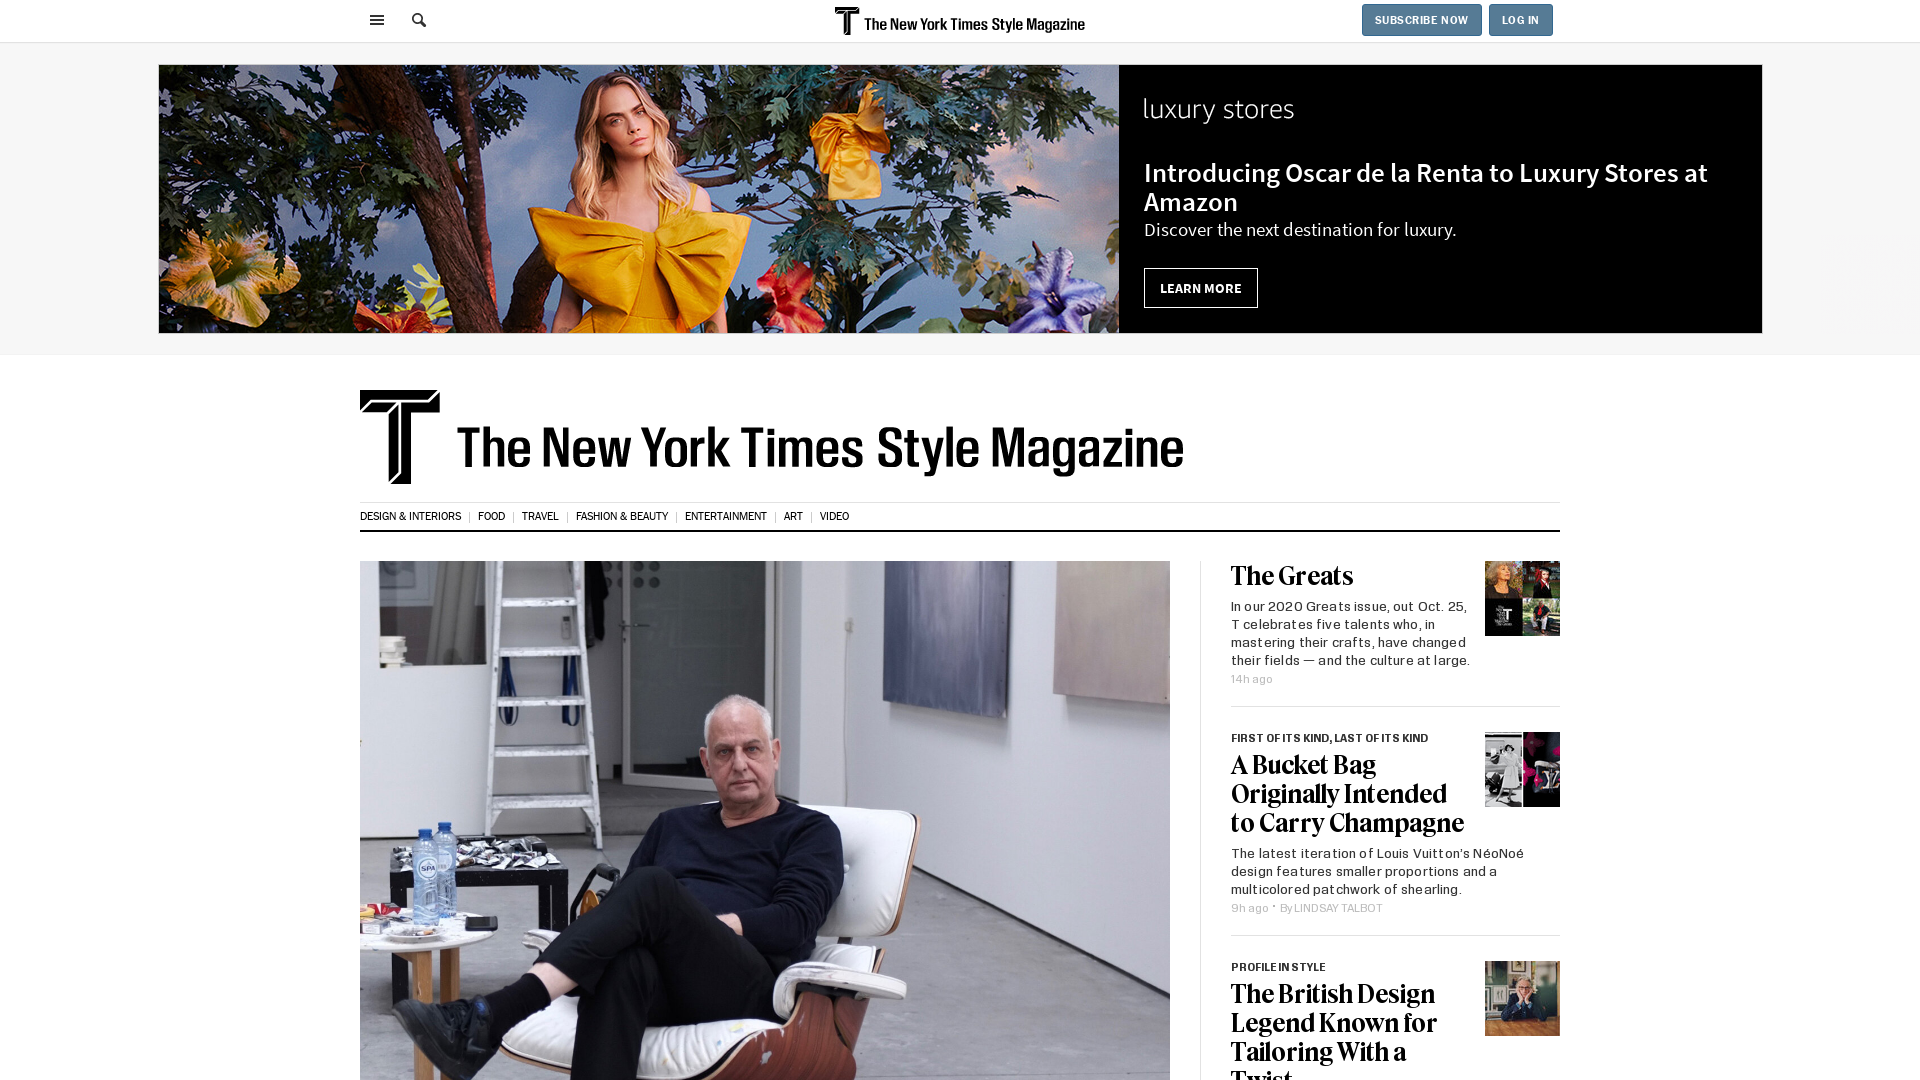 The New York Times Style Magazine
SUBSCRIBE NOW
LOG IN
luxury stores
Introducing Oscar de la Renta to Luxury Stores at
Amazon
Discover the next destination for luxury.
LEARN MORE
T The New York Times Style Magazine
DESIGN & INTERIORS
FOOD
TRAVEL
FASHION & BEAUTY
ENTERTAINMENT
ART
VIDEO
SPA
The Greats
In our 2020 Greats issue, out Oct. 25,
T celebrates five talents who, in
mastering their crafts, have changed
their fields — and the culture at large.
14h ago
FIRST OF ITS KIND, LAST OF ITS KIND
A Bucket Bag
Originally Intended
to Carry Champagne
The latest iteration of Louis Vuitton’s NéoNoé
design features smaller proportions and a
multicolored patchwork of shearling.
9h ago · By LINDSAY TALBOT
PROFILE IN STYLE
The British Design
Legend Known for
Tailoring With a
Twist